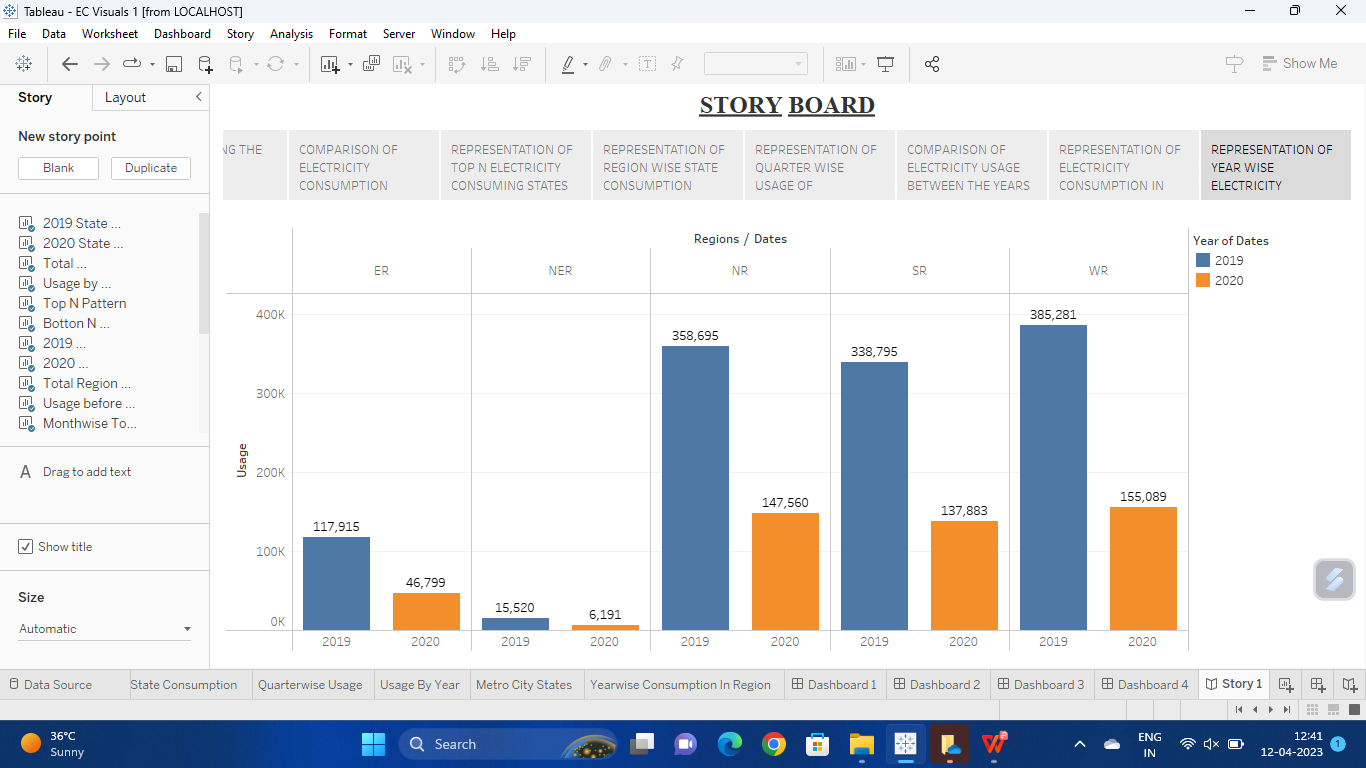 Tableau - EC Visuals 1 [from LOCALHOST]
File Data Worksheet Dashboard Story Analysis Format Server Window Help
Show Me
Story Layout
New story point
Blank Duplicate
2019 State ...
2020 State ...
Total ...
Usage by ...
Top N Pattern
Botton N ...
2019 ...
2020 ...
Total Region ...
Usage before ...
Monthwise To...
A Drag to add text
Show title
Size
Automatic
STORY BOARD
NG THE
COMPARISON OF
ELECTRICITY
CONSUMPTION
REPRESENTATION OF
TOP N ELECTRICITY
CONSUMING STATES
REPRESENTATION OF
REGION WISE STATE
CONSUMPTION
REPRESENTATION OF
QUARTER WISE
USAGE OF
COMPARISON OF
ELECTRICITY USAGE
BETWEEN THE YEARS
REPRESENTATION OF
ELECTRICITY
CONSUMPTION IN
REPRESENTATION OF
YEAR WISE
ELECTRICITY
Regions / Dates
ER NER NR SR WR
Year of Dates
2019
2020
Usage
400K
300K
200K
100K
0K
117,915
46,799
15,520
6,191
358,695
147,560
338,795
137,883
385,281
155,089
2019 2020 2019 2020 2019 2020 2019 2020 2019 2020
Data Source State Consumption Quarterwise Usage Usage By Year Metro City States Yearwise Consumption In Region Dashboard 1 Dashboard 2 Dashboard 3 Dashboard 4 Story 1
36°C
Sunny
Search
ENG
IN
12:41
12-04-2023
1